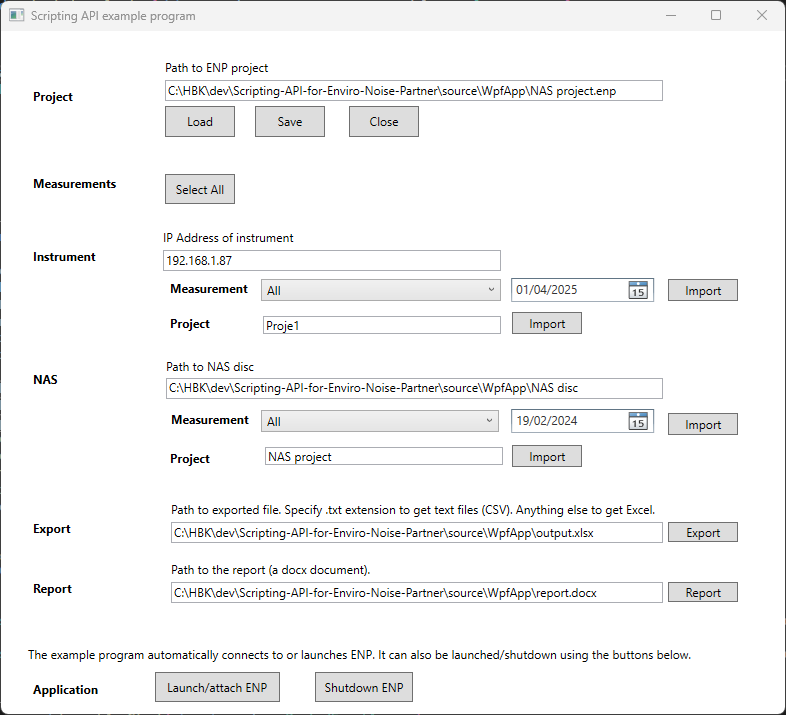 Scripting API example program
Path to ENP project
Project
C:\HBK\dev\Scripting-API-for-Enviro-Noise-Partner\source\WpfApp\NAS project.enp
Load Save Close
Measurements Select All
IP Address of instrument
Instrument
192.168.1.87
Measurement All 01/04/2025 15 Import
Project Proje1 Import
Path to NAS disc
NAS
C:\HBK\dev\Scripting-API-for-Enviro-Noise-Partner\source\WpfApp\NAS disc
Measurement All 19/02/2024 15 Import
Project NAS project Import
Path to exported file. Specify .txt extension to get text files (CSV). Anything else to get Excel.
Export C:\HBK\dev\Scripting-API-for-Enviro-Noise-Partner\source\WpfApp\output.xlsx Export
Path to the report (a docx document).
Report C:\HBK\dev\Scripting-API-for-Enviro-Noise-Partner\source\WpfApp\report.docx Report
The example program automatically connects to or launches ENP. It can also be launched/shutdown using the buttons below.
Application Launch/attach ENP Shutdown ENP